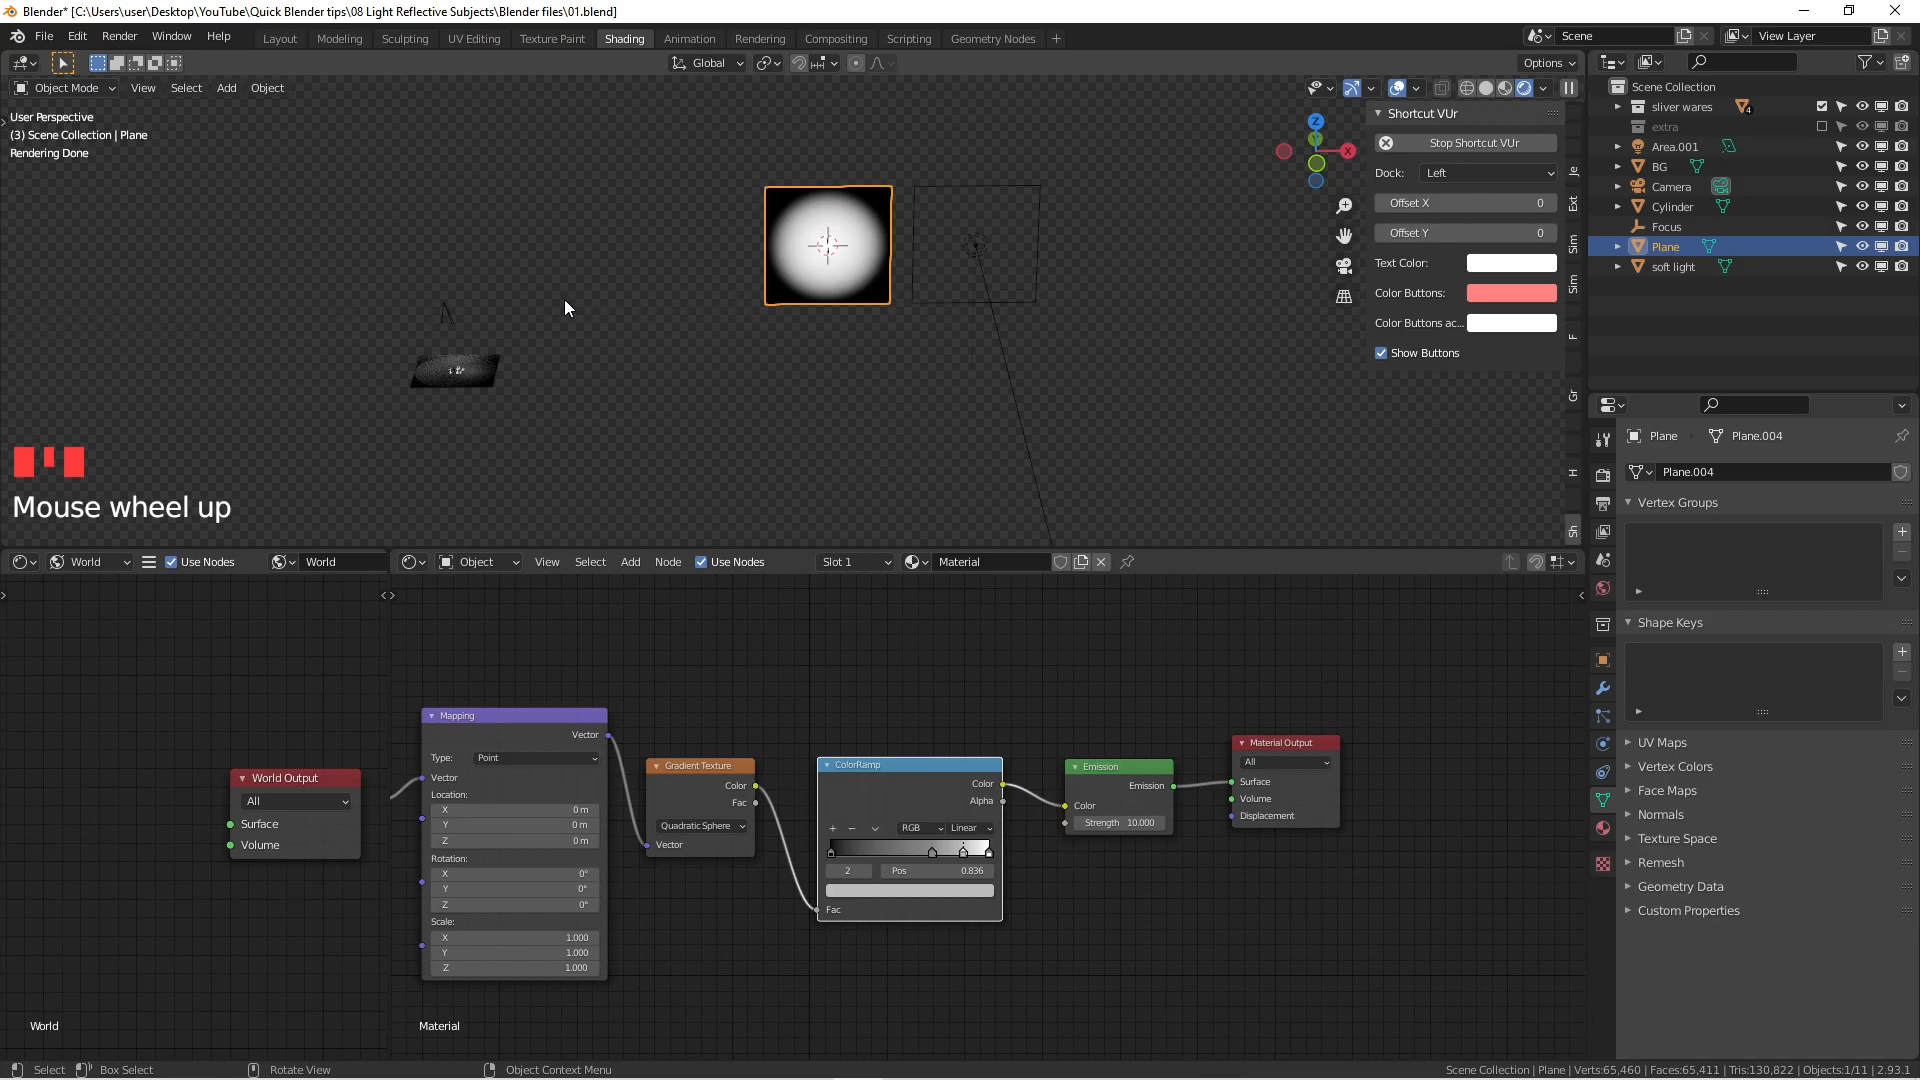 Blender* [C:\Users\user\Desktop\YouTube\Quick Blender tips\08 Light Reflective Subjects\Blender files\01.blend]
File Edit Render Window Help Layout Modeling Sculpting UV Editing Texture Paint Shading Animation Rendering Compositing Scripting Geometry Nodes + Scene View Layer
Global Options
Object Mode View Select Add Object
User Perspective
(3) Scene Collection | Plane
Rendering Done
Z
X
Shortcut VUr
Stop Shortcut VUr
Dock: Left
Offset X 0
Offset Y 0
Text Color:
Color Buttons:
Color Buttons ac...
Show Buttons
Je
Ext
Sim
Sim
F
Gr
H
Sh
Scene Collection
sliver wares 4
extra
Area.001
BG
Camera
Cylinder
Focus
Plane
soft light
Mouse wheel up
Plane Plane.004
Plane.004
Vertex Groups
Shape Keys
UV Maps
Vertex Colors
Face Maps
Normals
Texture Space
Remesh
Geometry Data
Custom Properties
World Use Nodes World
Object View Select Add Node Use Nodes Slot 1 Material
World Output
All
Surface
Volume
World
Mapping
Vector
Type: Point
Vector
Location:
X 0 m
Y 0 m
Z 0 m
Rotation:
X 0°
Y 0°
Z 0°
Scale:
X 1.000
Y 1.000
Z 1.000
Gradient Texture
Color
Fac
Quadratic Sphere
Vector
ColorRamp
Color
Alpha
+ − RGB Linear
2 Pos 0.836
Fac
Emission
Emission
Color
Strength 10.000
Material Output
All
Surface
Volume
Displacement
Material
Select Box Select Rotate View Object Context Menu Scene Collection | Plane | Verts:65,460 | Faces:65,411 | Tris:130,822 | Objects:1/11 | 2.93.1